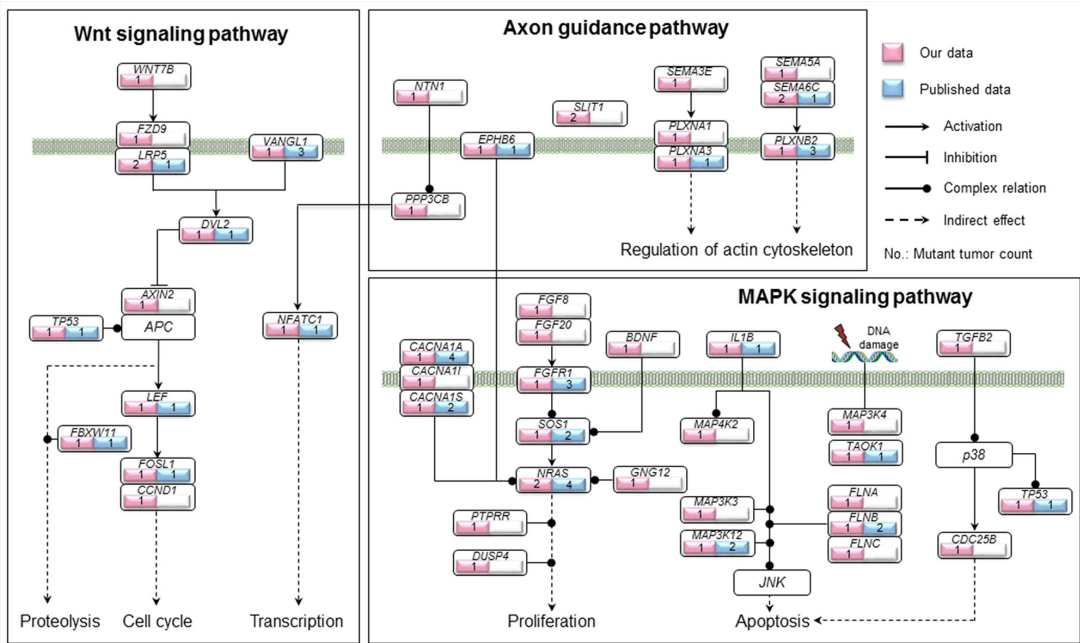 Wnt signaling pathway
WNT7B
1
FZD9
1
LRP5
2 1
VANGL1
1 3
DVL2
1 1
AXIN2
1
TP53
1 1
APC
NFATC1
1 1
LEF
1 1
FBXW11
1 1
FOSL1
1 1
CCND1
1
Proteolysis
Cell cycle
Transcription
Axon guidance pathway
NTN1
1
SLIT1
2
EPHB6
1 1
PPP3CB
1
SEMA3E
1
PLXNA1
1
PLXNA3
1 1
SEMA5A
1
SEMA6C
2 1
PLXNB2
1 3
Regulation of actin cytoskeleton
Our data
Published data
Activation
Inhibition
Complex relation
Indirect effect
No.: Mutant tumor count
MAPK signaling pathway
CACNA1A
1 4
CACNA1I
1
CACNA1S
1 2
FGF8
1
FGF20
1
FGFR1
1 3
SOS1
1 2
NRAS
2 4
BDNF
1
GNG12
1
PTPRR
1
DUSP4
1
Proliferation
IL1B
1 1
MAP4K2
1
MAP3K3
1
MAP3K12
1 2
JNK
Apoptosis
DNA
damage
MAP3K4
1
TAOK1
1 1
FLNA
1
FLNB
1 2
FLNC
1
TGFB2
1
p38
TP53
1 1
CDC25B
1